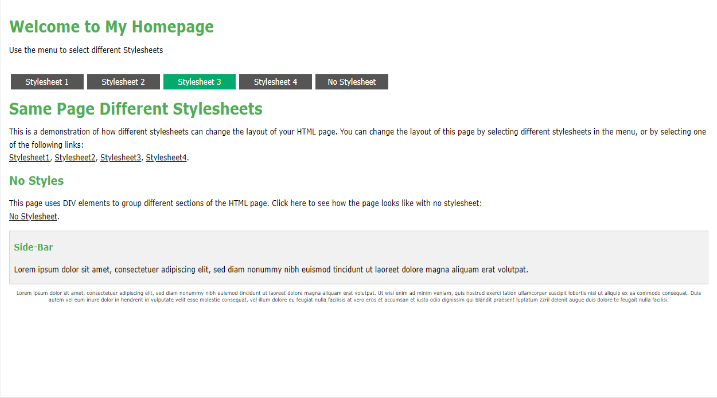 Welcome to My Homepage
Use the menu to select different Stylesheets
Stylesheet 1 Stylesheet 2 Stylesheet 3 Stylesheet 4 No Stylesheet
Same Page Different Stylesheets
This is a demonstration of how different stylesheets can change the layout of your HTML page. You can change the layout of this page by selecting different stylesheets in the menu, or by selecting one
of the following links:
Stylesheet1, Stylesheet2, Stylesheet3, Stylesheet4.
No Styles
This page uses DIV elements to group different sections of the HTML page. Click here to see how the page looks like with no stylesheet:
No Stylesheet.
Side-Bar
Lorem ipsum dolor sit amet, consectetuer adipiscing elit, sed diam nonummy nibh euismod tincidunt ut laoreet dolore magna aliquam erat volutpat.
Lorem ipsum dolor sit amet, consectetuer adipiscing elit, sed diam nonummy nibh euismod tincidunt ut laoreet dolore magna aliquam erat volutpat. Ut wisi enim ad minim veniam, quis nostrud exerci tation ullamcorper suscipit lobortis nisl ut aliquip ex ea commodo consequat. Duis
autem vel eum iriure dolor in hendrerit in vulputate velit esse molestie consequat, vel illum dolore eu feugiat nulla facilisis at vero eros et accumsan et iusto odio dignissim qui blandit praesent luptatum zzril delenit augue duis dolore te feugait nulla facilisi.